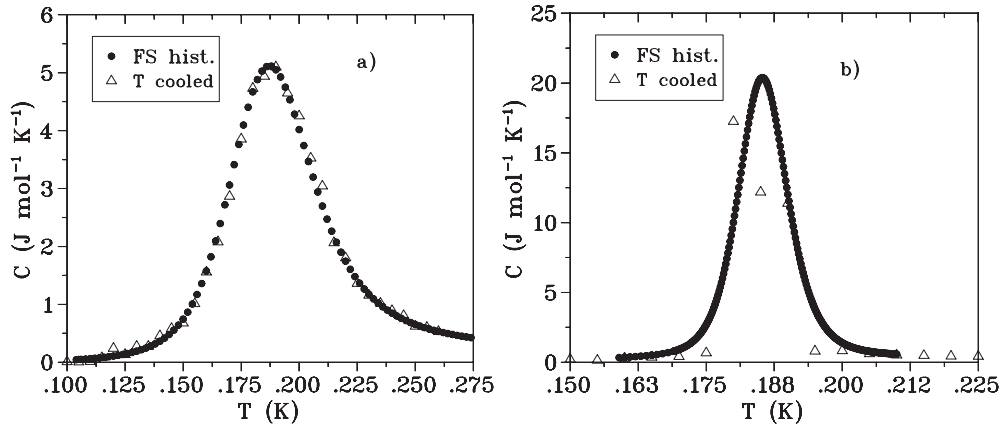 6
5
4
3
2
1
0
C (J mol⁻¹ K⁻¹)
FS hist.
T cooled
a)
.100 .125 .150 .175 .200 .225 .250 .275
T (K)
25
20
15
10
5
0
C (J mol⁻¹ K⁻¹)
FS hist.
T cooled
b)
.150 .163 .175 .188 .200 .212 .225
T (K)